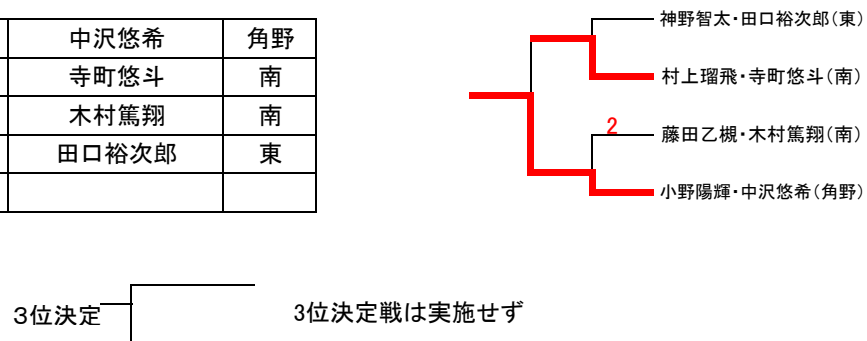 中沢悠希 角野
寺町悠斗 南
木村篤翔 南
田口裕次郎 東
神野智太・田口裕次郎(東)
村上瑠飛・寺町悠斗(南)
2
藤田乙槻・木村篤翔(南)
小野陽輝・中沢悠希(角野)
3位決定
3位決定戦は実施せず